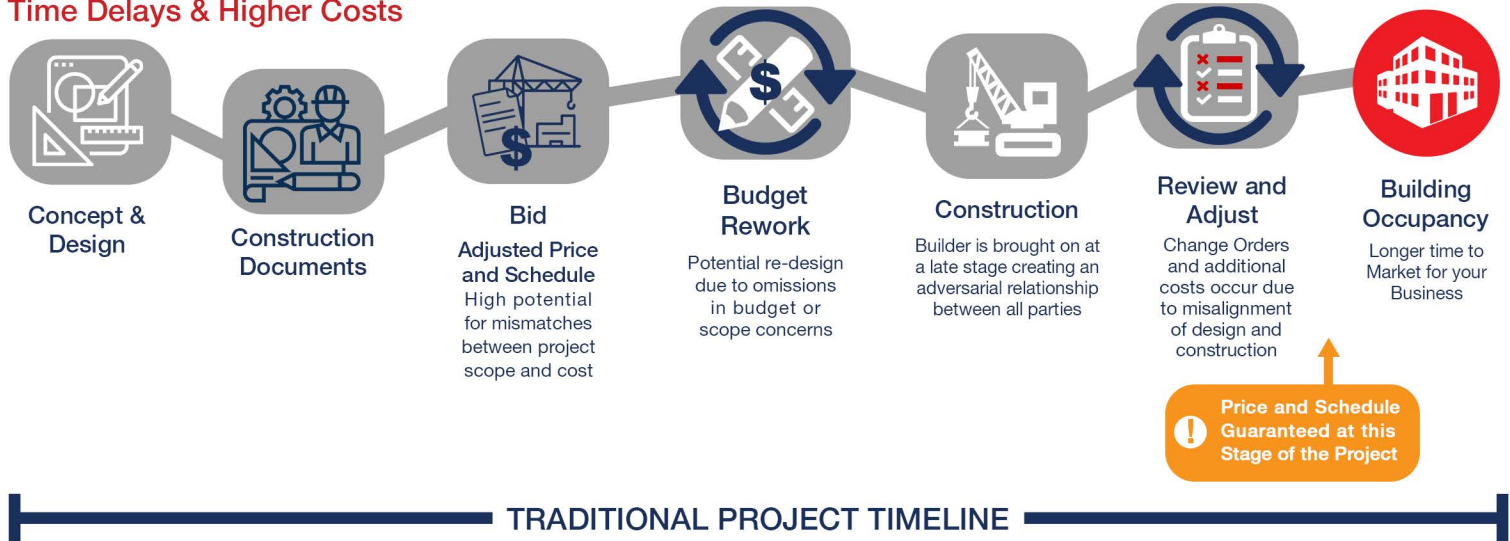 Time Delays & Higher Costs
Concept &
Design
Construction
Documents
Bid
Adjusted Price
and Schedule
High potential
for mismatches
between project
scope and cost
Budget
Rework
Potential re-design
due to omissions
in budget or
scope concerns
Construction
Builder is brought on at
a late stage creating an
adversarial relationship
between all parties
Review and
Adjust
Change Orders
and additional
costs occur due
to misalignment
of design and
construction
Building
Occupancy
Longer time to
Market for your
Business
Price and Schedule
Guaranteed at this
Stage of the Project
TRADITIONAL PROJECT TIMELINE